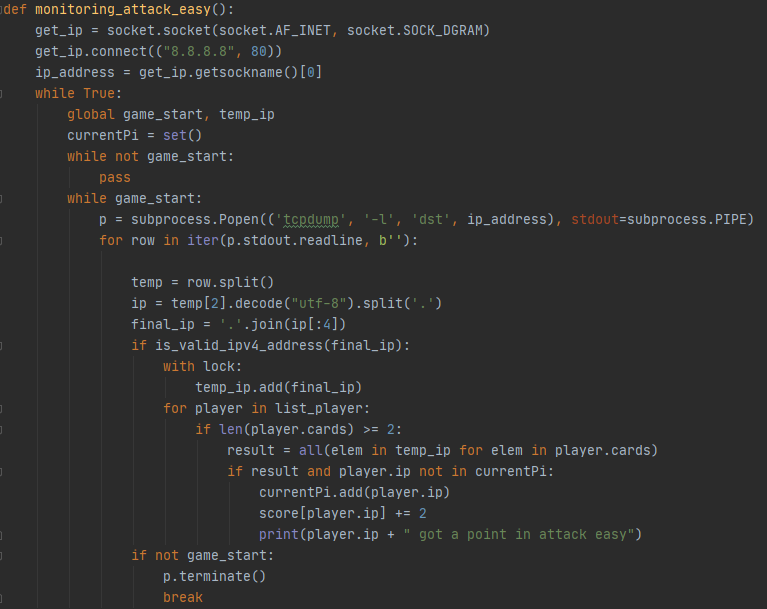 def monitoring_attack_easy():
    get_ip = socket.socket(socket.AF_INET, socket.SOCK_DGRAM)
    get_ip.connect(("8.8.8.8", 80))
    ip_address = get_ip.getsockname()[0]
    while True:
        global game_start, temp_ip
        currentPi = set()
        while not game_start:
            pass
        while game_start:
            p = subprocess.Popen(('tcpdump', '-l', 'dst', ip_address), stdout=subprocess.PIPE)
            for row in iter(p.stdout.readline, b''):

                temp = row.split()
                ip = temp[2].decode("utf-8").split('.')
                final_ip = '.'.join(ip[:4])
                if is_valid_ipv4_address(final_ip):
                    with lock:
                        temp_ip.add(final_ip)
                    for player in list_player:
                        if len(player.cards) >= 2:
                            result = all(elem in temp_ip for elem in player.cards)
                            if result and player.ip not in currentPi:
                                currentPi.add(player.ip)
                                score[player.ip] += 2
                                print(player.ip + " got a point in attack easy")
                if not game_start:
                    p.terminate()
                    break